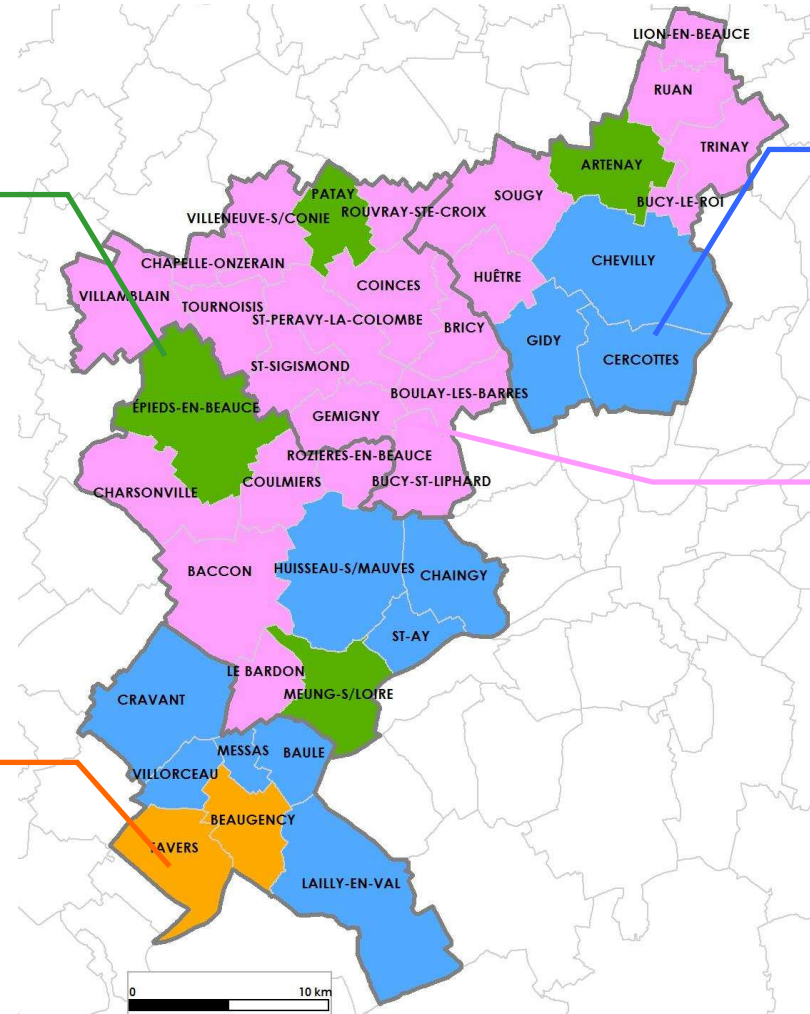 LION-EN-BEAUCE
RUAN
TRINAY
ARTENAY
BUCY-LE-ROI
SOUGY
PATAY
ROUVRAY-STE-CROIX
VILLENEUVE-S/CONIE
CHEVILLY
CHAPELLE-ONZERAIN
HUÊTRE
COINCES
VILLAMBLAIN
TOURNOISIS
ST-PERAVY-LA-COLOMBE
BRICY
GIDY
CERCOTTES
ST-SIGISMOND
BOULAY-LES-BARRES
ÉPIEDS-EN-BEAUCE
GEMIGNY
ROZIERES-EN-BEAUCE
COULMIERS
BUCY-ST-LIPHARD
CHARSONVILLE
BACCON
HUISSEAU-S/MAUVES
CHAINGY
ST-AY
LE BARDON
MEUNG-S/LOIRE
CRAVANT
MESSAS
BAULE
VILLORCEAU
BEAUGENCY
TAVERS
LAILLY-EN-VAL
0 10 km